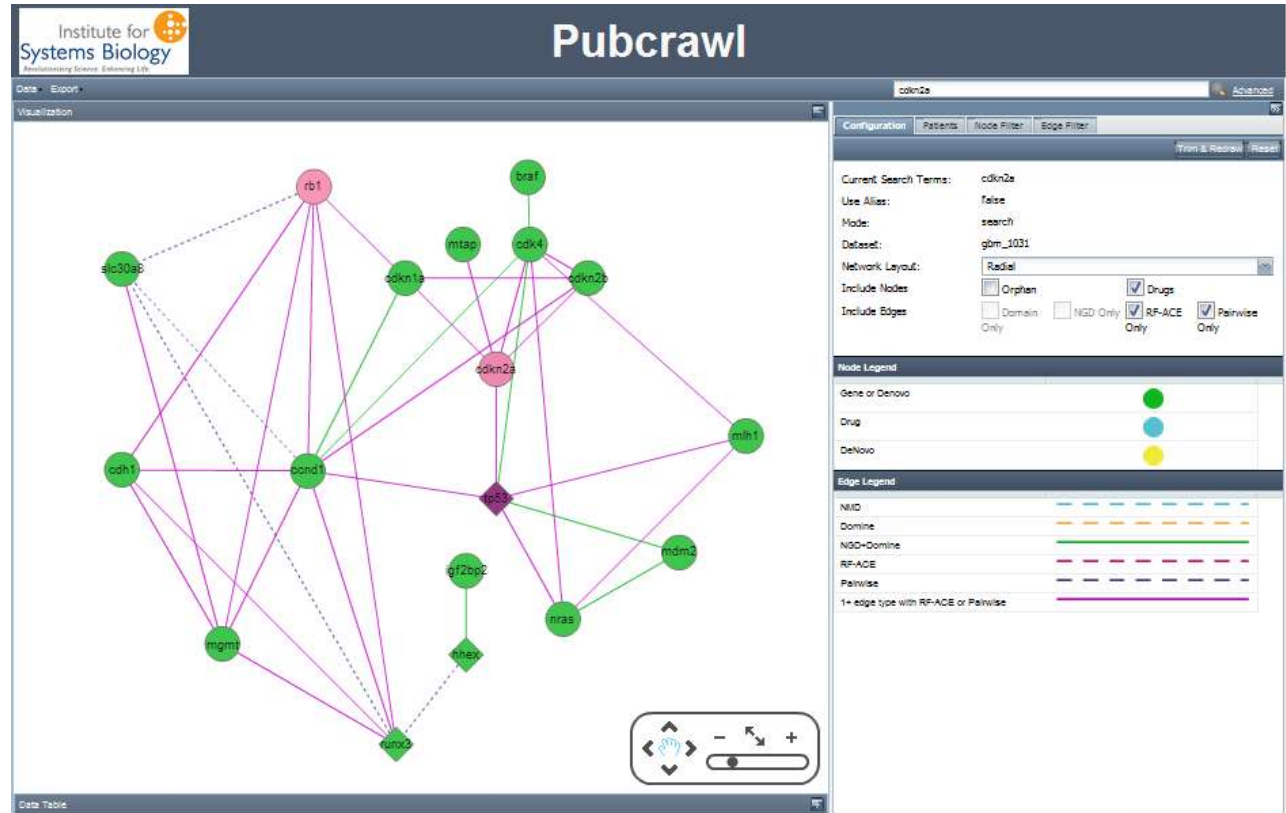 Institute for
Systems Biology
Revolutionizing Science. Enhancing Life.
Pubcrawl
Data Export
cdkn2a
Advanced
Visualization
Configuration Patients Node Filter Edge Filter
Trim & Redraw Reset
Current Search Terms: cdkn2a
Use Alias: false
Mode: search
Dataset: gbm_1031
Network Layout: Radial
Include Nodes Orphan Drugs
Include Edges Domain Only NGD Only RF-ACE Only Pairwise Only
Node Legend
Gene or Denovo
Drug
DeNovo
Edge Legend
NMD
Domine
NGD+Domine
RF-ACE
Pairwise
1+ edge type with RF-ACE or Pairwise
rb1
braf
mtap
cdk4
slc30a8
cdkn1a
cdkn2b
cdkn2a
mlh1
cdh1
ccnd1
tp53
mdm2
igf2bp2
nras
mgmt
hhex
runx3
Data Table